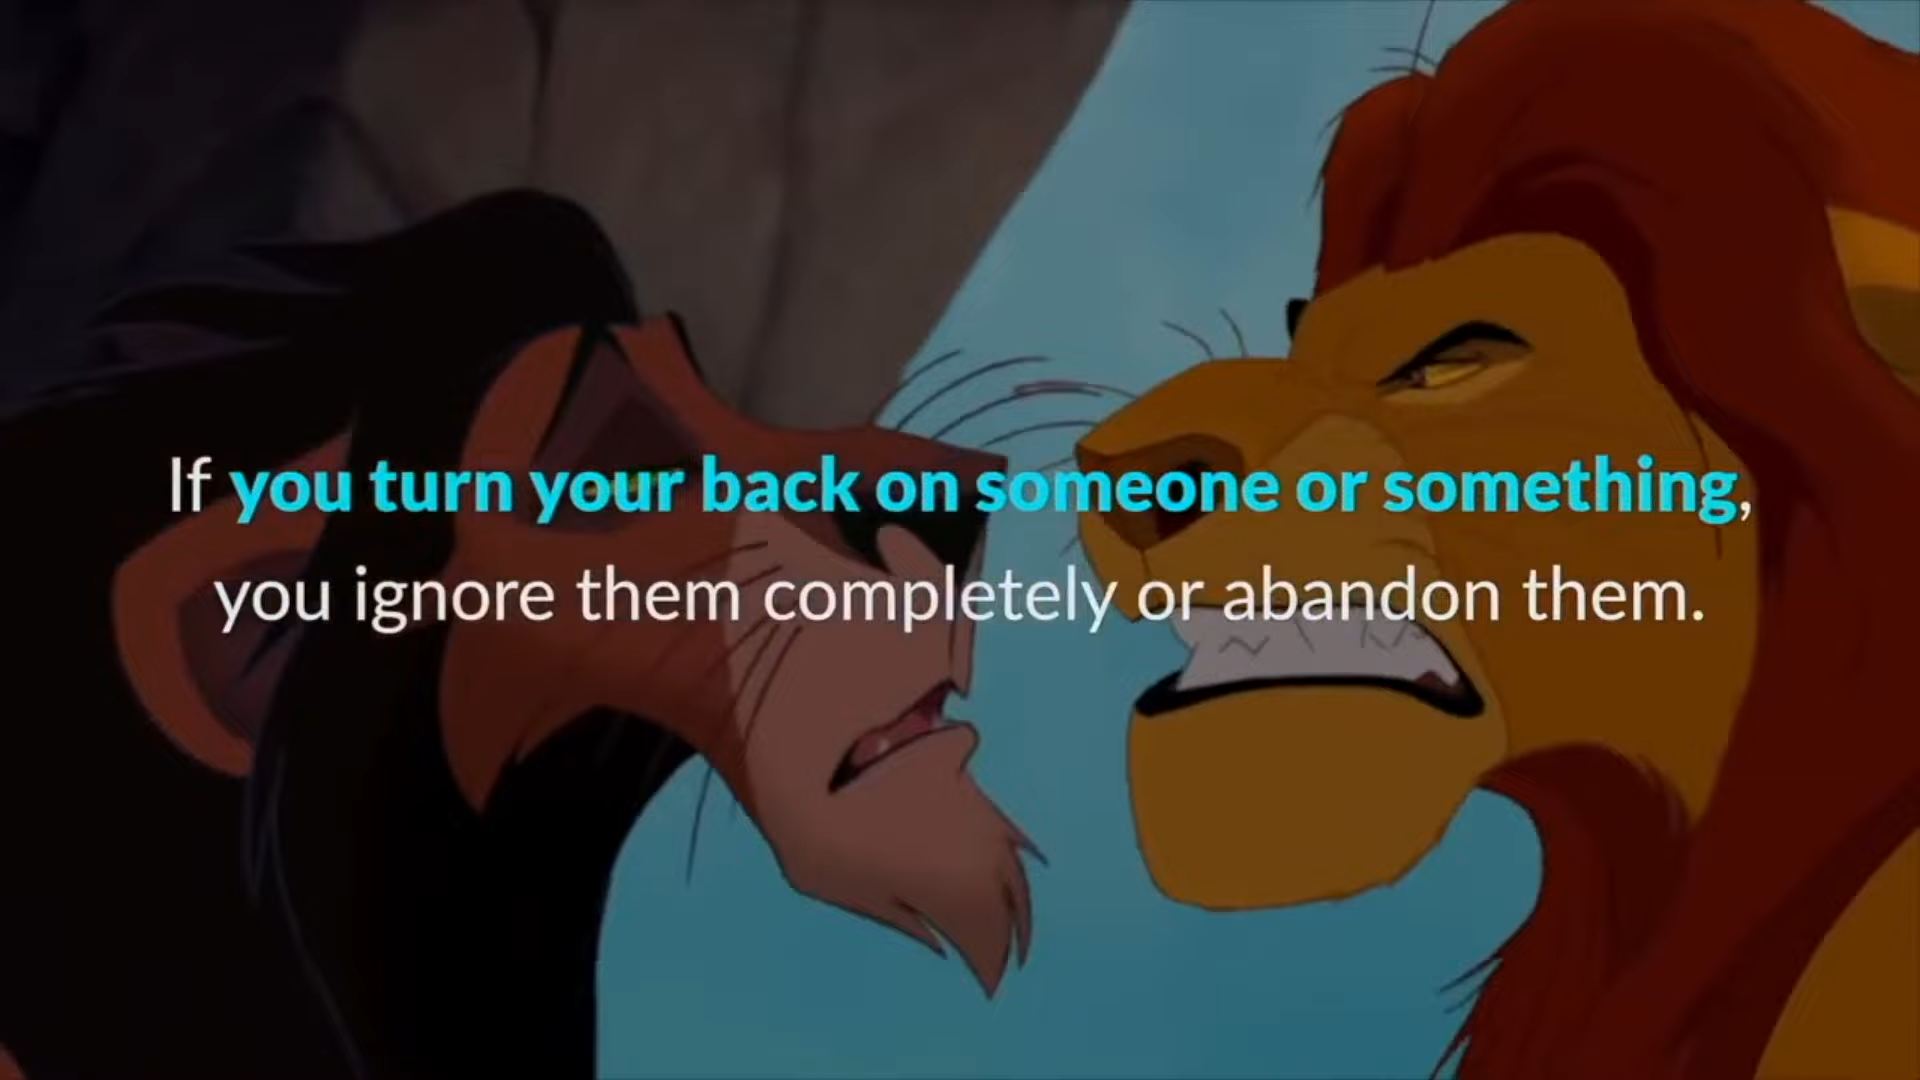 If you turn your back on someone or something,
you ignore them completely or abandon them.